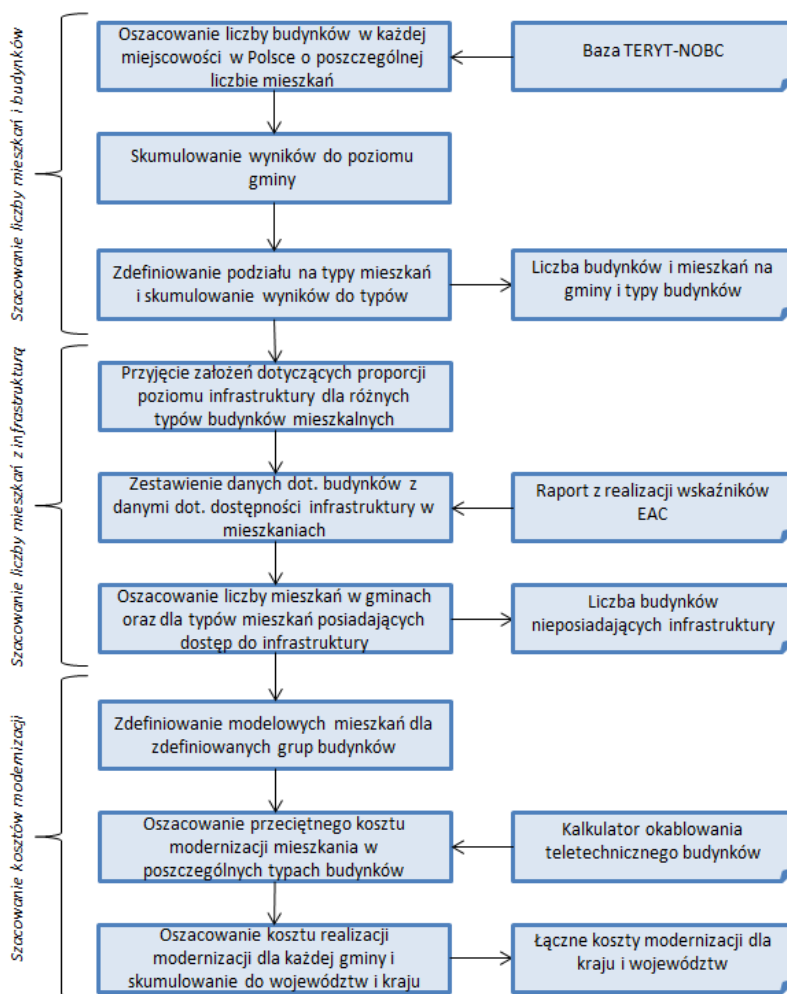 Szacowanie liczby mieszkań i budynków
Oszacowanie liczby budynków w każdej
miejscowości w Polsce o poszczególnej
liczbie mieszkań
Baza TERYT-NOBC
Skumulowanie wyników do poziomu
gminy
Zdefiniowanie podziału na typy mieszkań
i skumulowanie wyników do typów
Liczba budynków i mieszkań na
gminy i typy budynków
Szacowanie liczby mieszkań z infrastrukturą
Przyjęcie założeń dotyczących proporcji
poziomu infrastruktury dla różnych
typów budynków mieszkalnych
Zestawienie danych dot. budynków z
danymi dot. dostępności infrastruktury w
mieszkaniach
Raport z realizacji wskaźników
EAC
Oszacowanie liczby mieszkań w gminach
oraz dla typów mieszkań posiadających
dostęp do infrastruktury
Liczba budynków
nieposiadających infrastruktury
Szacowanie kosztów modernizacji
Zdefiniowanie modelowych mieszkań dla
zdefiniowanych grup budynków
Oszacowanie przeciętnego kosztu
modernizacji mieszkania w
poszczególnych typach budynków
Kalkulator okablowania
teletechnicznego budynków
Oszacowanie kosztu realizacji
modernizacji dla każdej gminy i
skumulowanie do województw i kraju
Łączne koszty modernizacji dla
kraju i województw